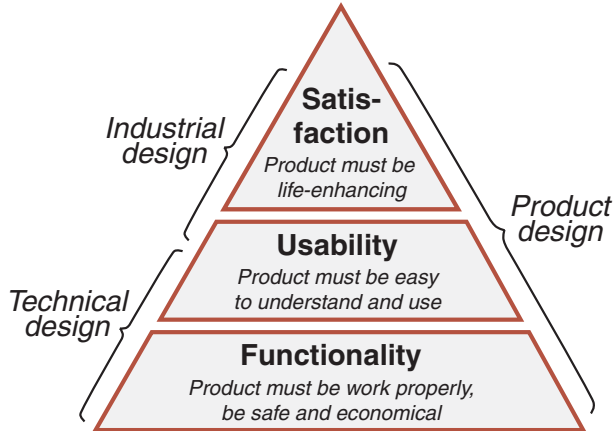 Satis-
faction
Product must be
life-enhancing
Industrial
design
Product
design
Usability
Product must be easy
to understand and use
Technical
design
Functionality
Product must be work properly,
be safe and economical